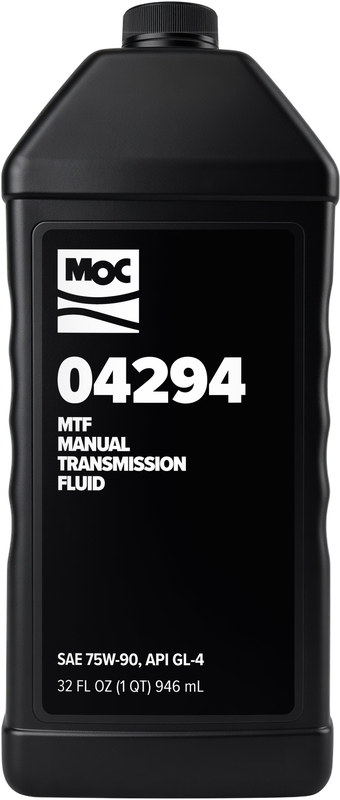 MOC
04294
MTF
MANUAL
TRANSMISSION
FLUID
SAE 75W-90, API GL-4
32 FL OZ (1 QT) 946 mL